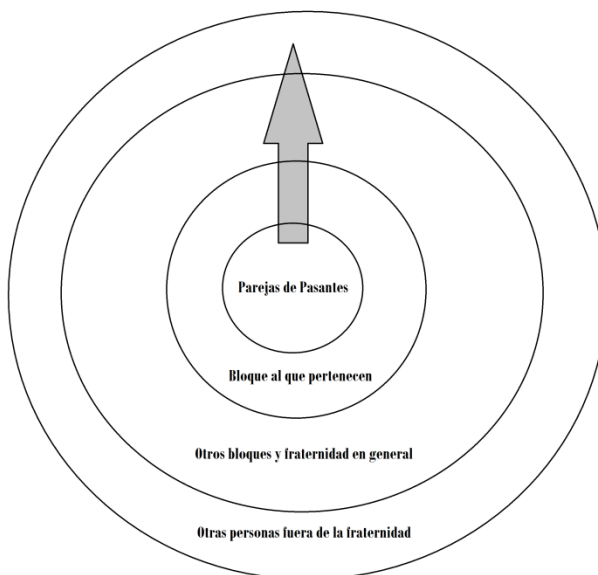 Parejas de Pasantes
Bloque al que pertenecen
Otros bloques y fraternidad en general
Otras personas fuera de la fraternidad